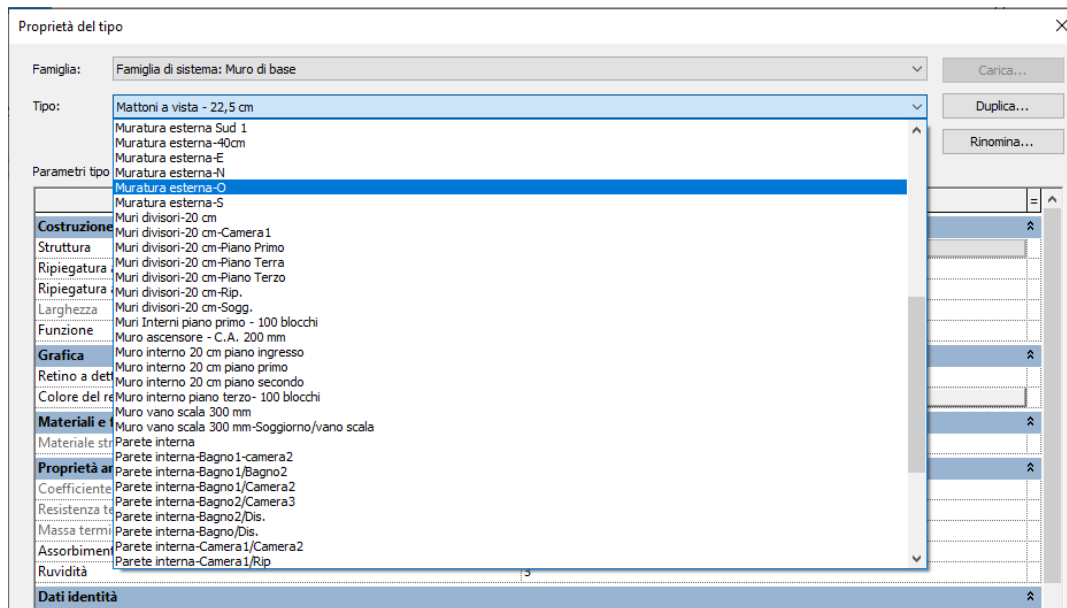 Proprietà del tipo
Famiglia: Famiglia di sistema: Muro di base Carica...
Tipo: Mattoni a vista - 22,5 cm Duplica...
Rinomina...
Muratura esterna Sud 1
Muratura esterna-40cm
Muratura esterna-E
Parametri tipo
Muratura esterna-N
Muratura esterna-O
=
Muratura esterna-S
Muri divisori-20 cm
Costruzione
Muri divisori-20 cm-Camera1
Struttura
Muri divisori-20 cm-Piano Primo
Muri divisori-20 cm-Piano Terra
Ripiegatura
Muri divisori-20 cm-Piano Terzo
Ripiegatura
Muri divisori-20 cm-Rip.
Larghezza
Muri divisori-20 cm-Sogg.
Muri Interni piano primo - 100 blocchi
Funzione
Muro ascensore - C.A. 200 mm
Grafica
Muro interno 20 cm piano ingresso
Muro interno 20 cm piano primo
Retino a det
Muro interno 20 cm piano secondo
Colore del re
Muro interno piano terzo- 100 blocchi
Muro vano scala 300 mm
Materiali e
Muro vano scala 300 mm-Soggiorno/vano scala
Materiale str
Parete interna
Parete interna-Bagno1-camera2
Proprietà an
Parete interna-Bagno1/Bagno2
Coefficiente
Parete interna-Bagno1/Camera2
Parete interna-Bagno2/Camera3
Resistenza te
Parete interna-Bagno2/Dis.
Massa termi
Parete interna-Bagno/Dis.
Assorbiment
Parete interna-Camera1/Camera2
Parete interna-Camera1/Rip
Ruvidità 3
Dati identità